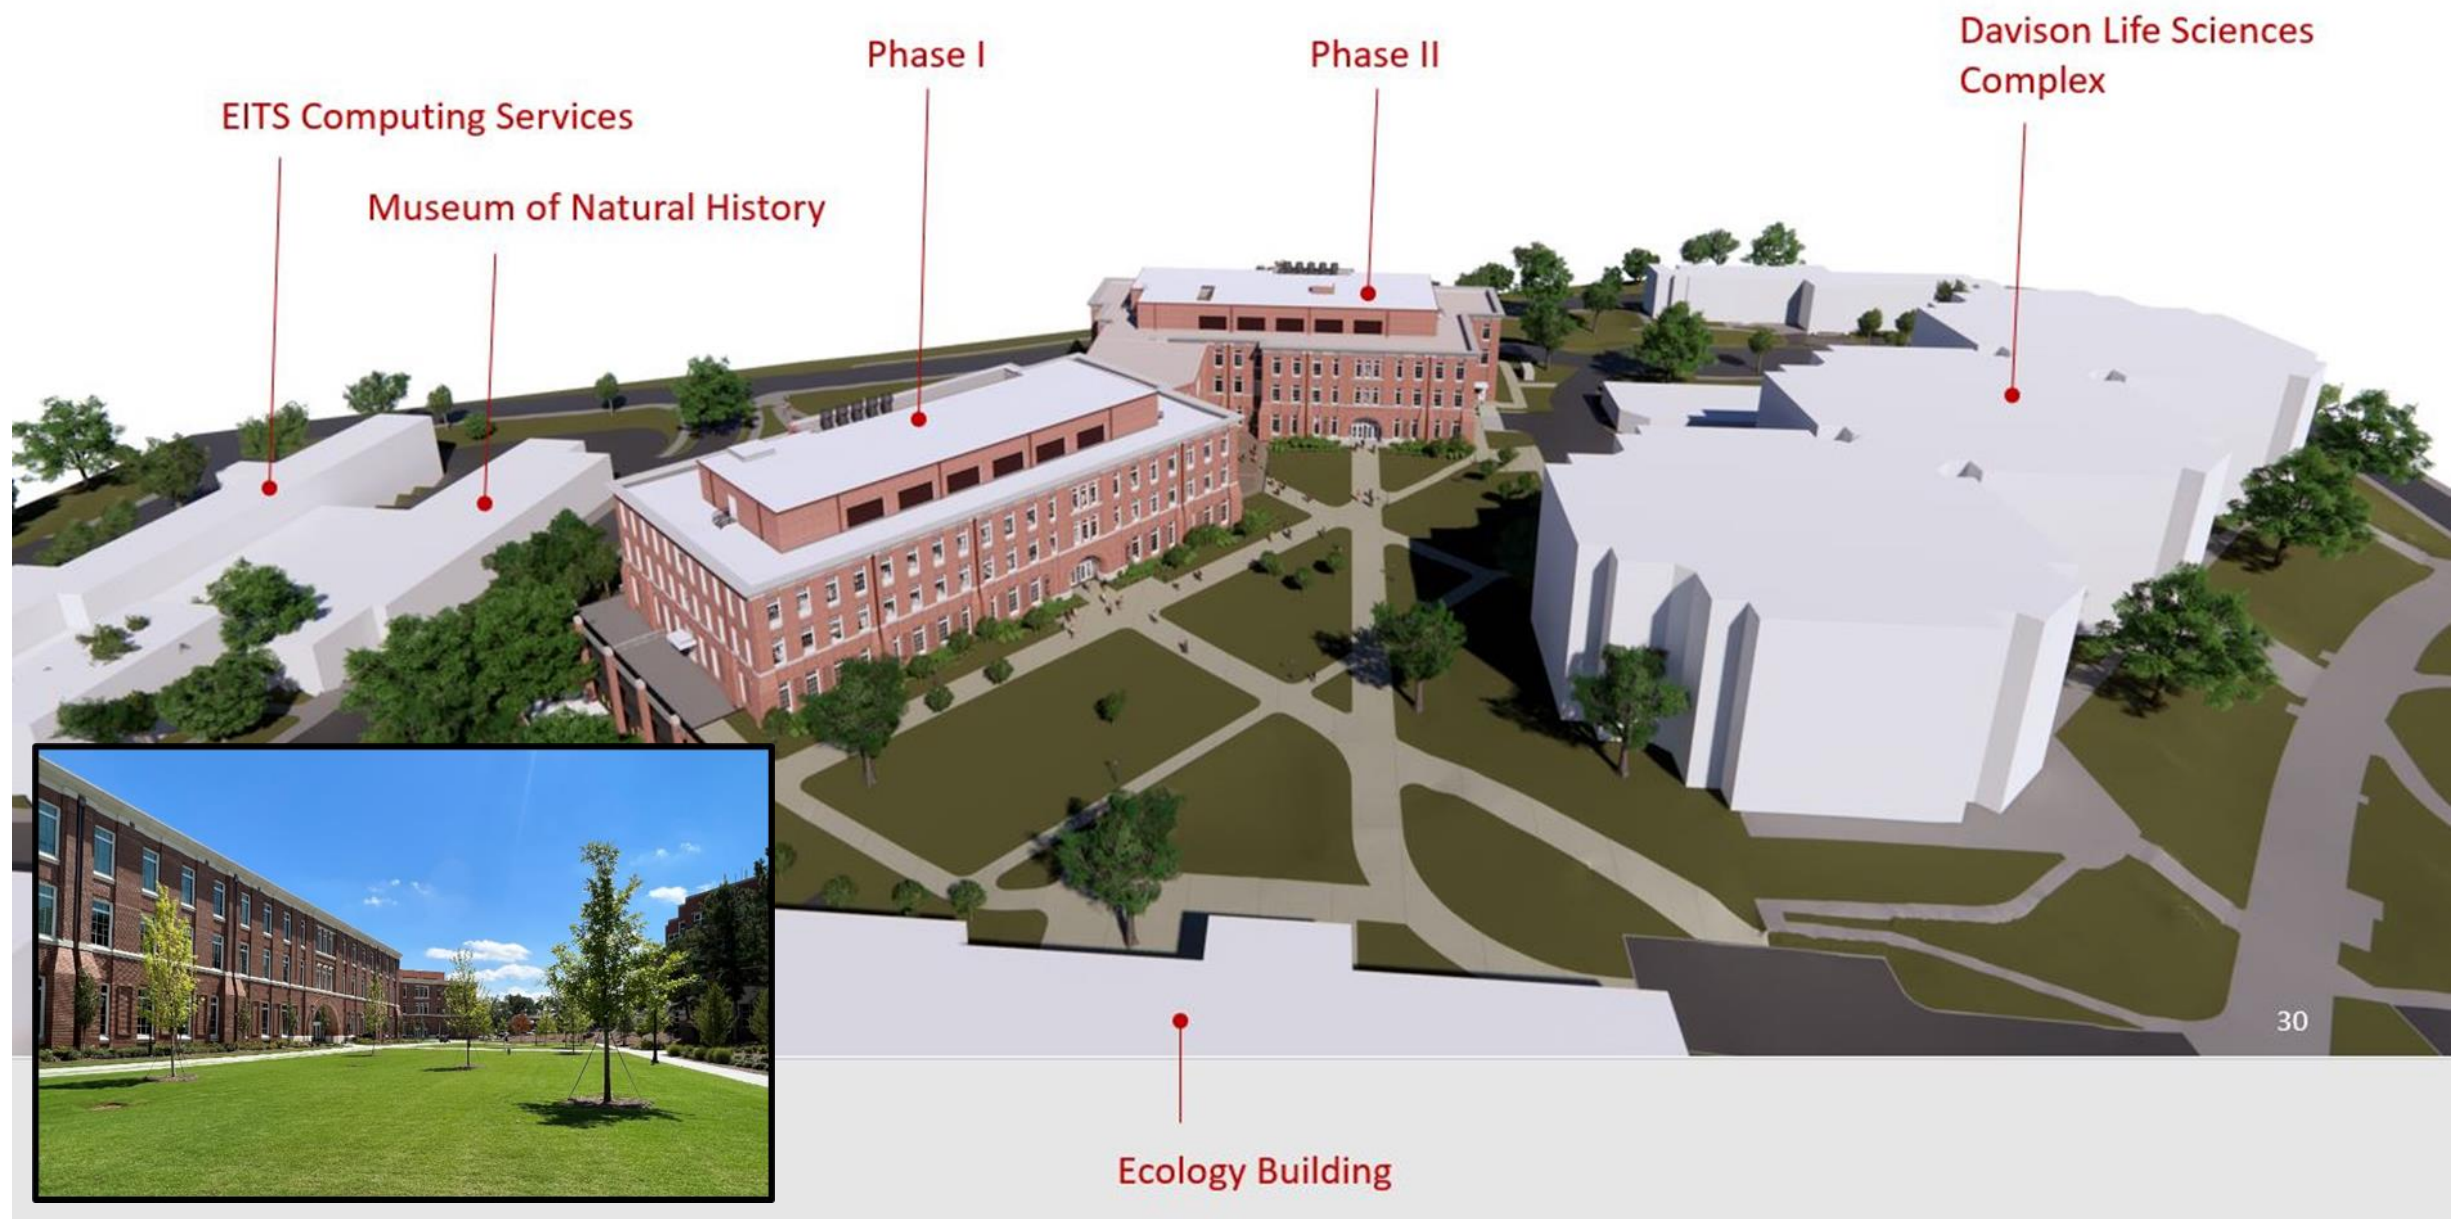 Davison Life Sciences
Complex
Phase I
Phase II
EITS Computing Services
Museum of Natural History
30
Ecology Building